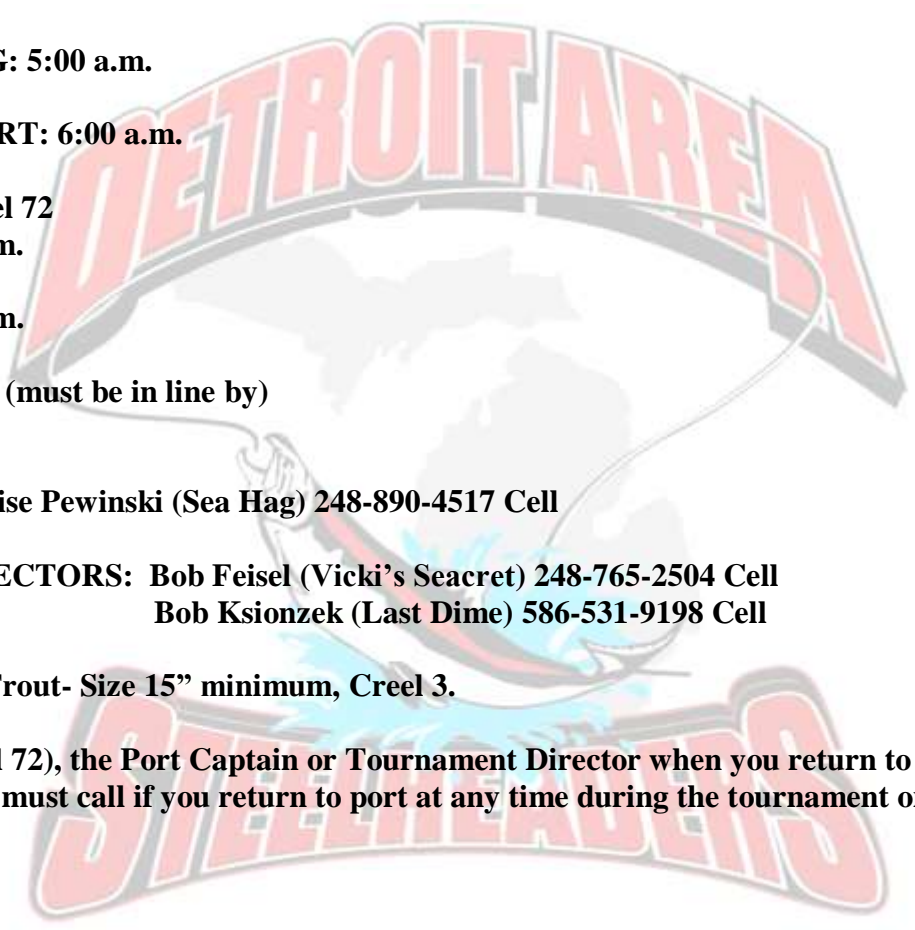 DETROIT AREA
: 5:00 a.m.
RT: 6:00 a.m.
el 72
m.
m.
(must be in line by)
ise Pewinski (Sea Hag) 248-890-4517 Cell
ECTORS: Bob Feisel (Vicki’s Seacret) 248-765-2504 Cell
Bob Ksionzek (Last Dime) 586-531-9198 Cell
Trout- Size 15” minimum, Creel 3.
l 72), the Port Captain or Tournament Director when you return to
must call if you return to port at any time during the tournament or
STEELHEADERS